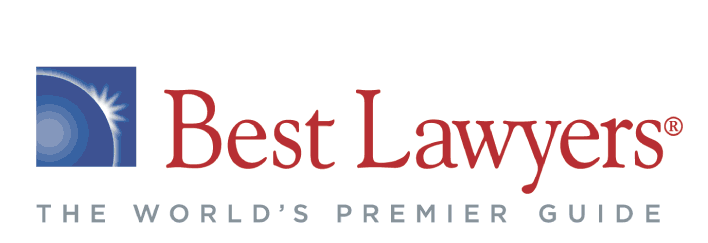 Best Lawyers®
THE WORLD'S PREMIER GUIDE